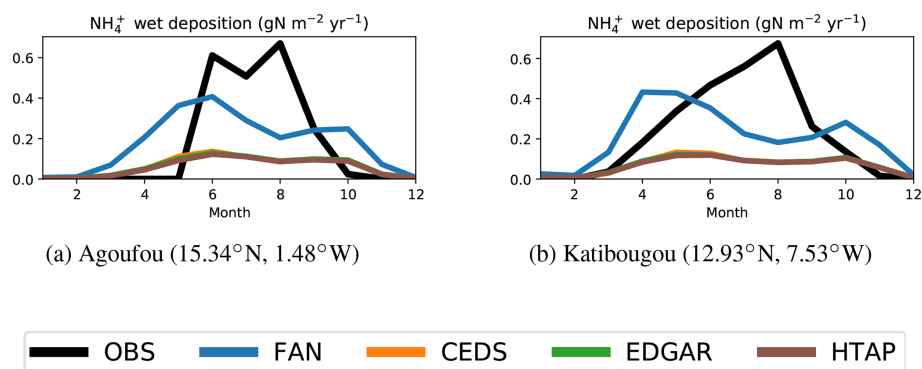 NH₄⁺ wet deposition (gN m⁻² yr⁻¹)
0.6
0.4
0.2
0.0
2 4 6 8 10 12
Month
(a) Agoufou (15.34°N, 1.48°W)
NH₄⁺ wet deposition (gN m⁻² yr⁻¹)
0.6
0.4
0.2
0.0
2 4 6 8 10 12
Month
(b) Katibougou (12.93°N, 7.53°W)
OBS FAN CEDS EDGAR HTAP